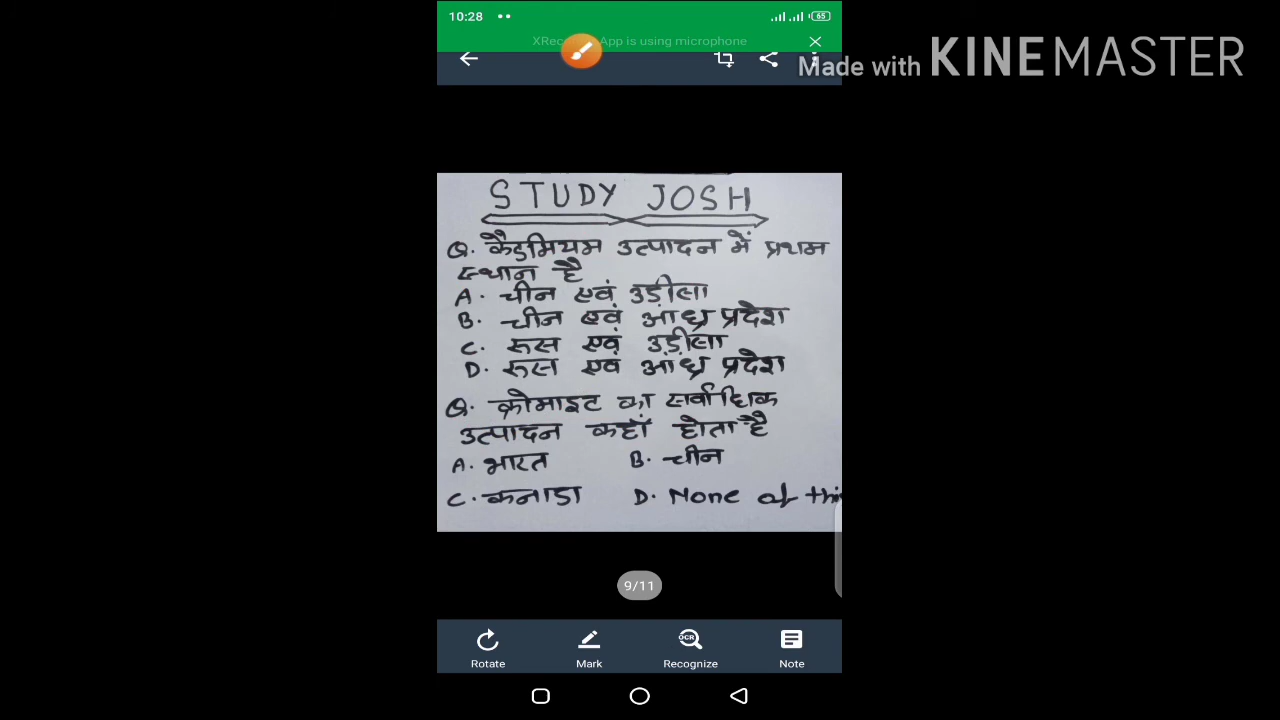 10:28
65
XRec App is using microphone
Made with KINEMASTER
STUDY JOSH
Q. कैडमियम उत्पादन में प्रथम
स्थान है
A. चीन एवं उड़ीसा
B. चीन एवं आंध्र प्रदेश
C. रूस एवं उड़ीसा
D. रूस एवं आंध्र प्रदेश
Q. क्रोमाइट का सर्वाधिक
उत्पादन कहाँ होता है
A. भारत B. चीन
C. कनाडा D. None of thi
9/11
OCR
Rotate Mark Recognize Note